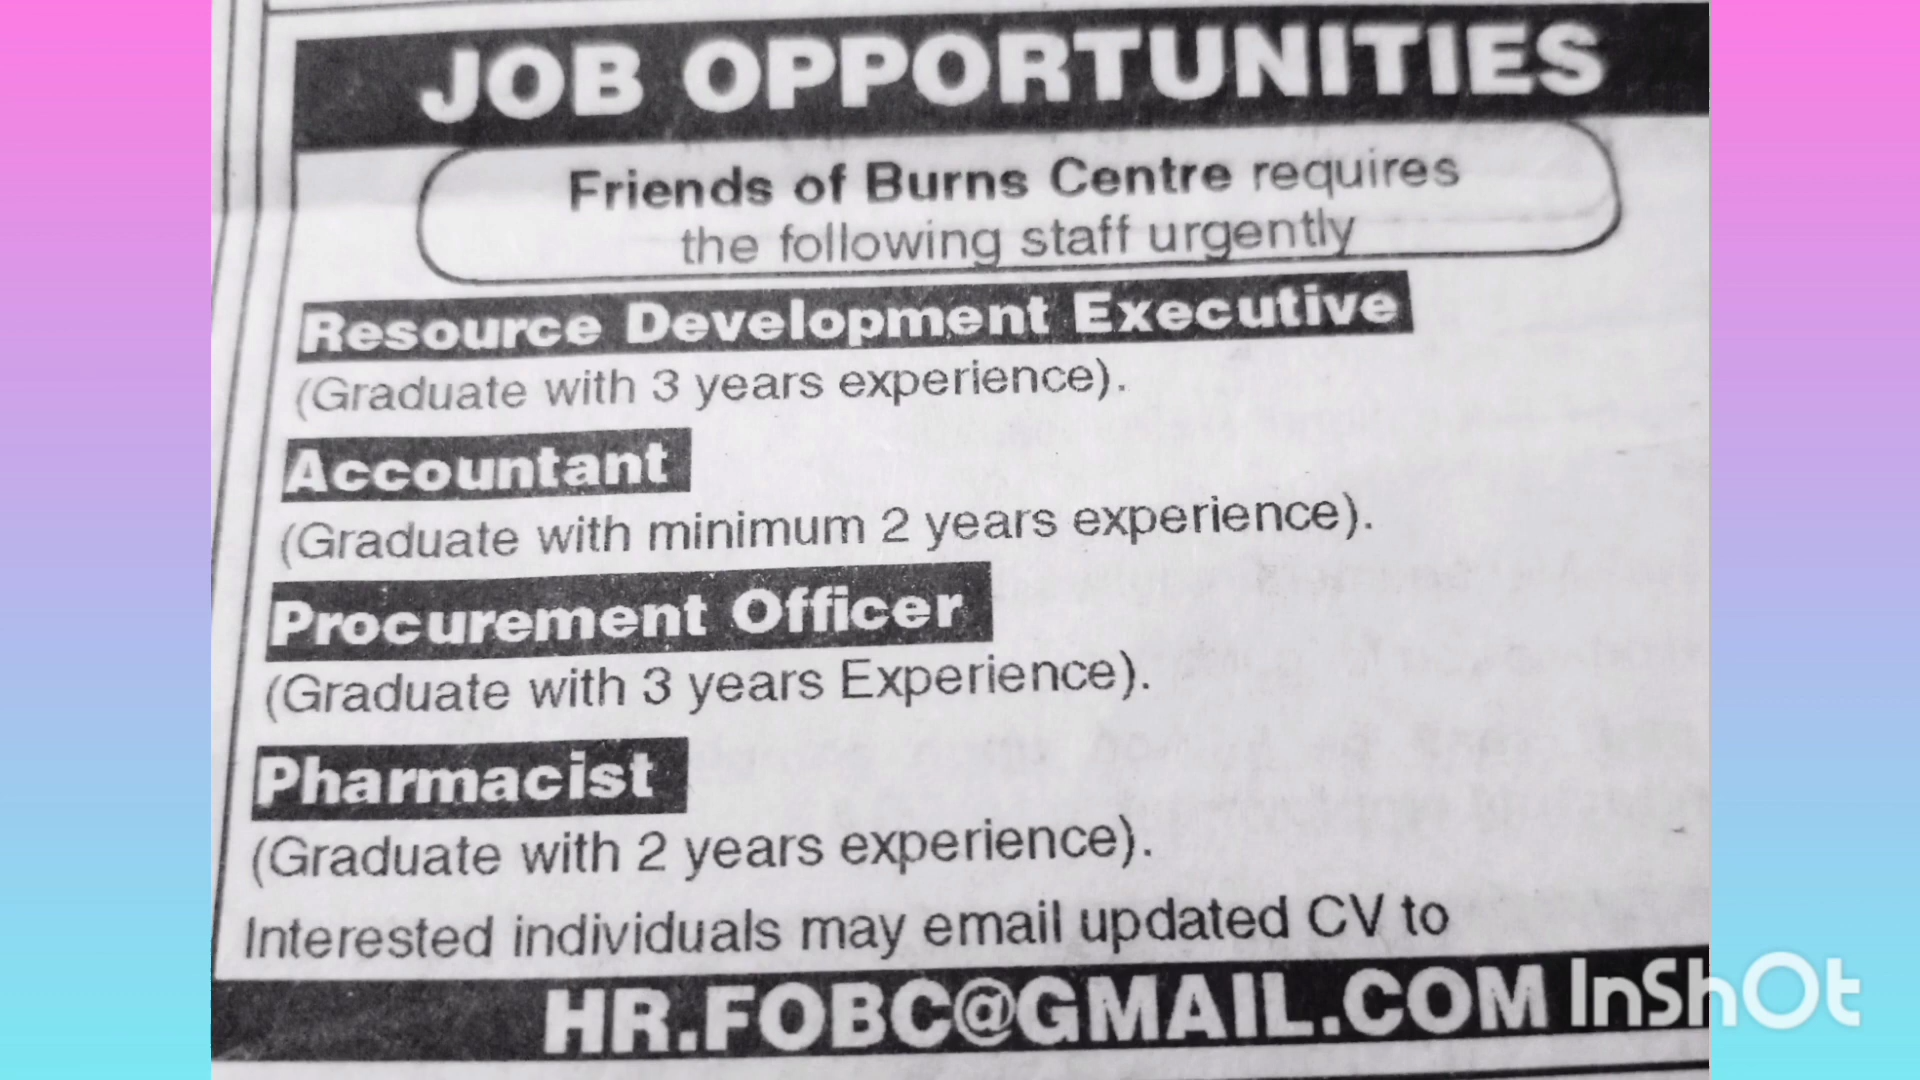 JOB OPPORTUNITIES
Friends of Burns Centre requires
the following staff urgently
Resource Development Executive
(Graduate with 3 years experience).
Accountant
(Graduate with minimum 2 years experience).
Procurement Officer
(Graduate with 3 years Experience).
Pharmacist
(Graduate with 2 years experience).
Interested individuals may email updated CV to
HR.FOBC@GMAIL.COM
InShOt